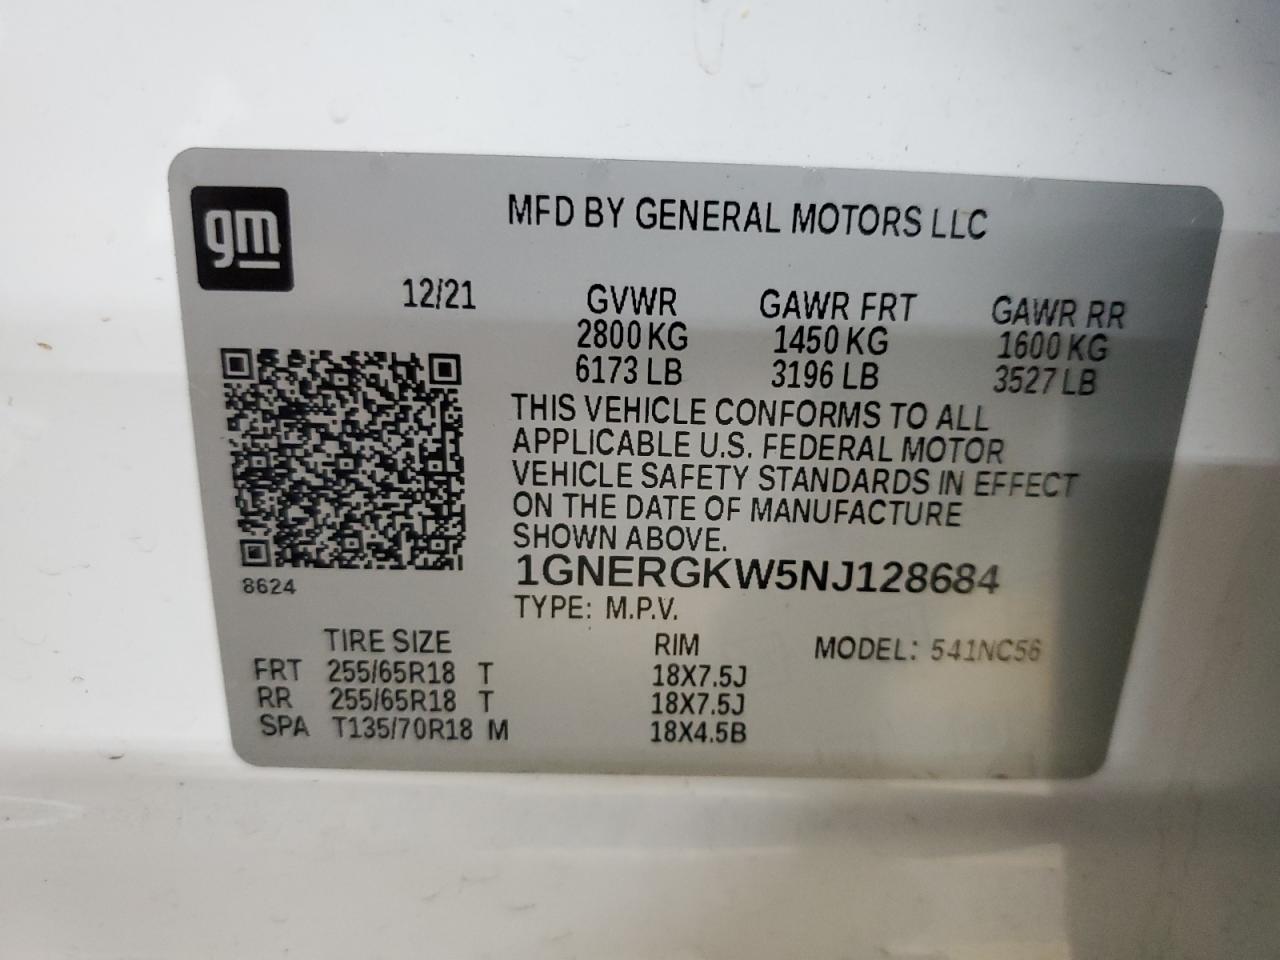 gm
MFD BY GENERAL MOTORS LLC
12/21 GVWR GAWR FRT GAWR RR
2800 KG 1450 KG 1600 KG
6173 LB 3196 LB 3527 LB
THIS VEHICLE CONFORMS TO ALL
APPLICABLE U.S. FEDERAL MOTOR
VEHICLE SAFETY STANDARDS IN EFFECT
ON THE DATE OF MANUFACTURE
SHOWN ABOVE.
8624
1GNERGKW5NJ128684
TYPE: M.P.V.
TIRE SIZE RIM MODEL: 541NC56
FRT 255/65R18 T 18X7.5J
RR 255/65R18 T 18X7.5J
SPA T135/70R18 M 18X4.5B